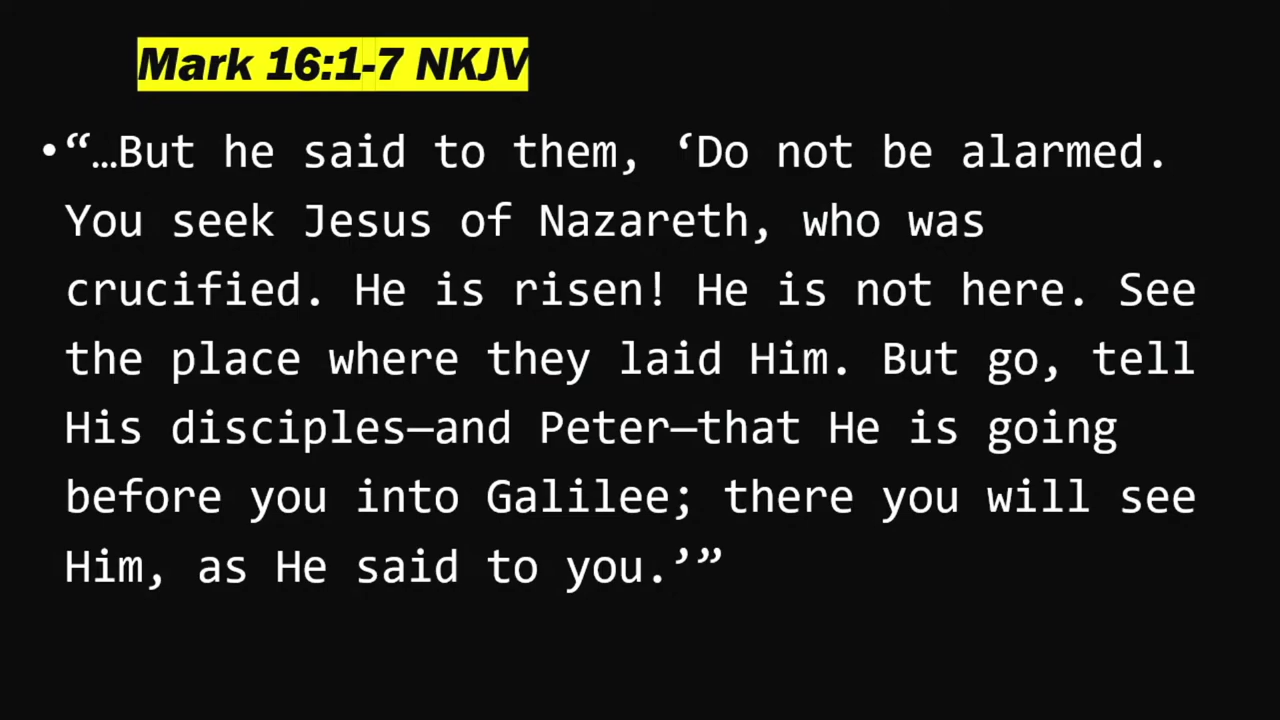 Mark 16:1-7 NKJV
• “…But he said to them, ‘Do not be alarmed.
You seek Jesus of Nazareth, who was
crucified. He is risen! He is not here. See
the place where they laid Him. But go, tell
His disciples—and Peter—that He is going
before you into Galilee; there you will see
Him, as He said to you.’”